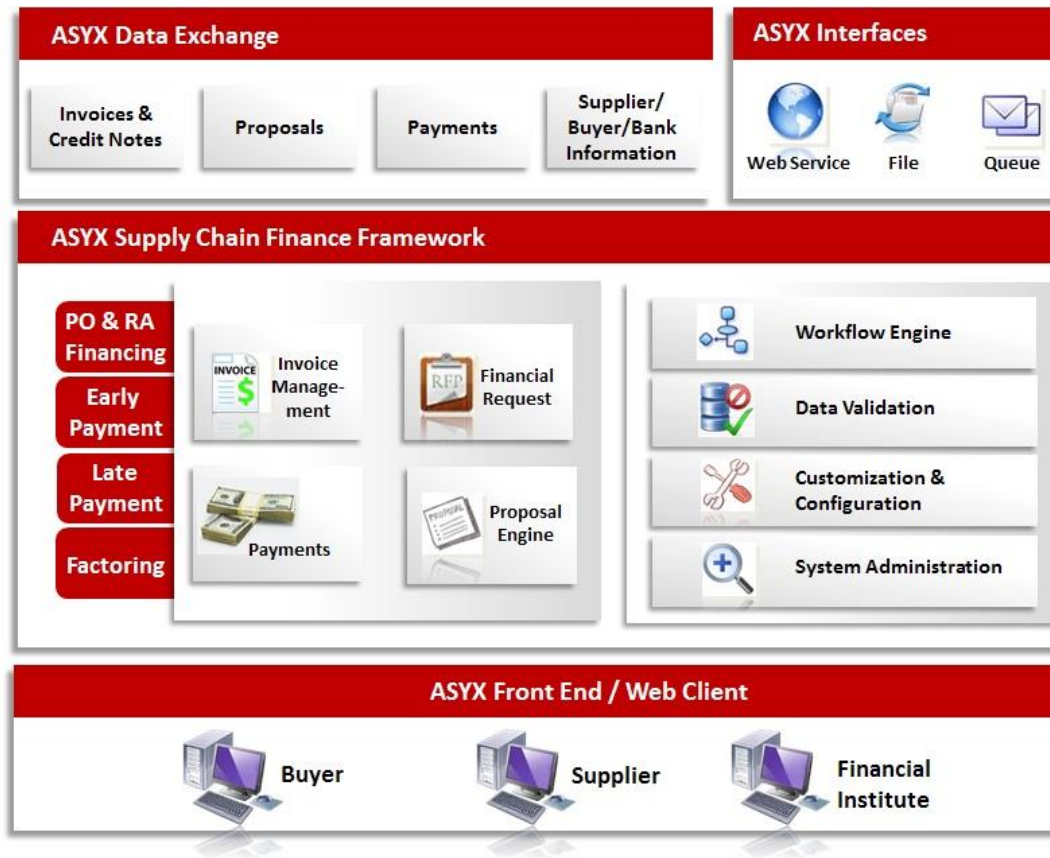 ASYX Data Exchange
ASYX Interfaces
Invoices &
Credit Notes
Proposals
Payments
Supplier/
Buyer/Bank
Information
Web Service
File
Queue
ASYX Supply Chain Finance Framework
PO & RA
Financing
Early
Payment
Late
Payment
Factoring
INVOICE
$
Invoice
Manage-
ment
RFP
Financial
Request
Payments
PROPOSAL
Proposal
Engine
Workflow Engine
Data Validation
Customization &
Configuration
System Administration
ASYX Front End / Web Client
Buyer
Supplier
Financial
Institute